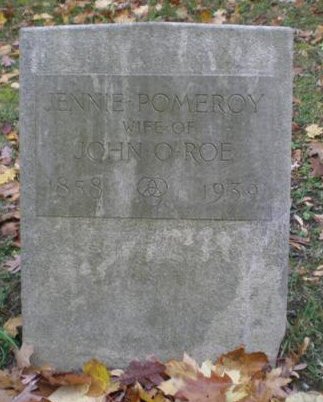 JENNIE·POMEROY
WIFE·OF
JOHN·O·ROE
1858 1939